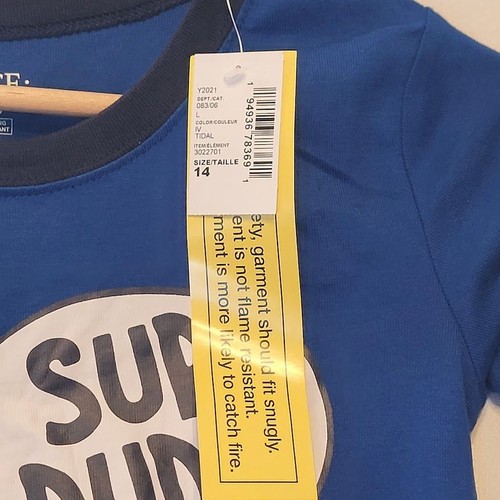 Y2021
DEPT/CAT.
083/06
L
COLOR/COULEUR
IV
TIDAL
ITEM/ÉLÉMENT
3022701
SIZE/TAILLE
14
1 94936 78369 1
ety, garment should fit snugly.
ent is not flame resistant.
ment is more likely to catch fire.
SUP
DUD